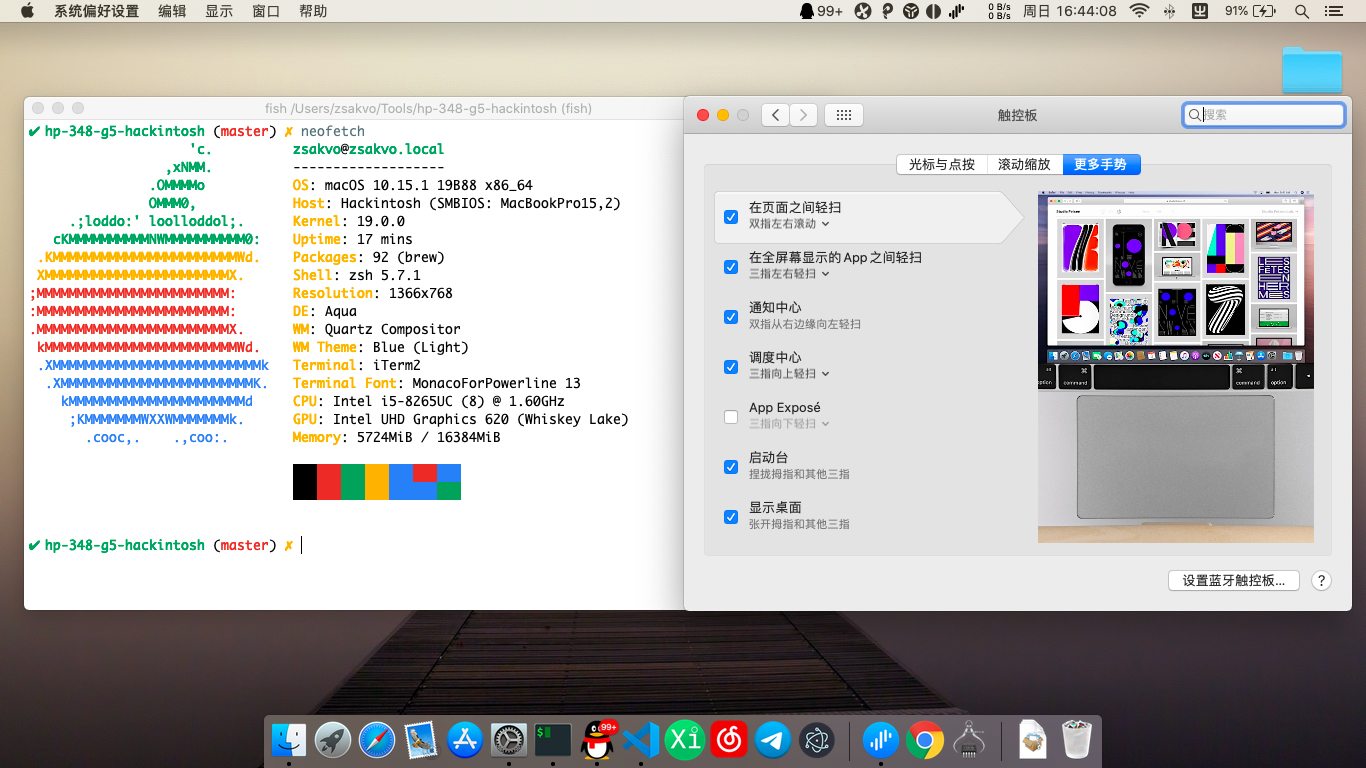 系统偏好设置 编辑 显示 窗口 帮助
99+ 0 B/s 0 B/s 周日 16:44:08 91%
fish /Users/zsakvo/Tools/hp-348-g5-hackintosh (fish)
✔ hp-348-g5-hackintosh (master) ✗ neofetch
'c. zsakvo@zsakvo.local
,xNMM. -------------------
.OMMMMo OS: macOS 10.15.1 19B88 x86_64
OMMM0, Host: Hackintosh (SMBIOS: MacBookPro15,2)
.;loddo:' loolloddol;. Kernel: 19.0.0
cKMMMMMMMMMMNWMMMMMMMMMM0: Uptime: 17 mins
.KMMMMMMMMMMMMMMMMMMMMMMMWd. Packages: 92 (brew)
XMMMMMMMMMMMMMMMMMMMMMMMX. Shell: zsh 5.7.1
;MMMMMMMMMMMMMMMMMMMMMMMM: Resolution: 1366x768
:MMMMMMMMMMMMMMMMMMMMMMMM: DE: Aqua
.MMMMMMMMMMMMMMMMMMMMMMMMX. WM: Quartz Compositor
kMMMMMMMMMMMMMMMMMMMMMMMMWd. WM Theme: Blue (Light)
.XMMMMMMMMMMMMMMMMMMMMMMMMMMk Terminal: iTerm2
.XMMMMMMMMMMMMMMMMMMMMMMMMK. Terminal Font: MonacoForPowerline 13
kMMMMMMMMMMMMMMMMMMMMMMd CPU: Intel i5-8265UC (8) @ 1.60GHz
;KMMMMMMMWXXWMMMMMMMk. GPU: Intel UHD Graphics 620 (Whiskey Lake)
.cooc,. .,coo:. Memory: 5724MiB / 16384MiB
✔ hp-348-g5-hackintosh (master) ✗
触控板
搜索
光标与点按 滚动缩放 更多手势
在页面之间轻扫
双指左右滚动
在全屏幕显示的 App 之间轻扫
三指左右轻扫
通知中心
双指从右边缘向左轻扫
调度中心
三指向上轻扫
App Exposé
三指向下轻扫
启动台
捏拢拇指和其他三指
显示桌面
张开拇指和其他三指
LES FÊTES EN HERMÈS
option ⌘ command ⌘ command alt option
设置蓝牙触控板... ?
$ 99+ Xi